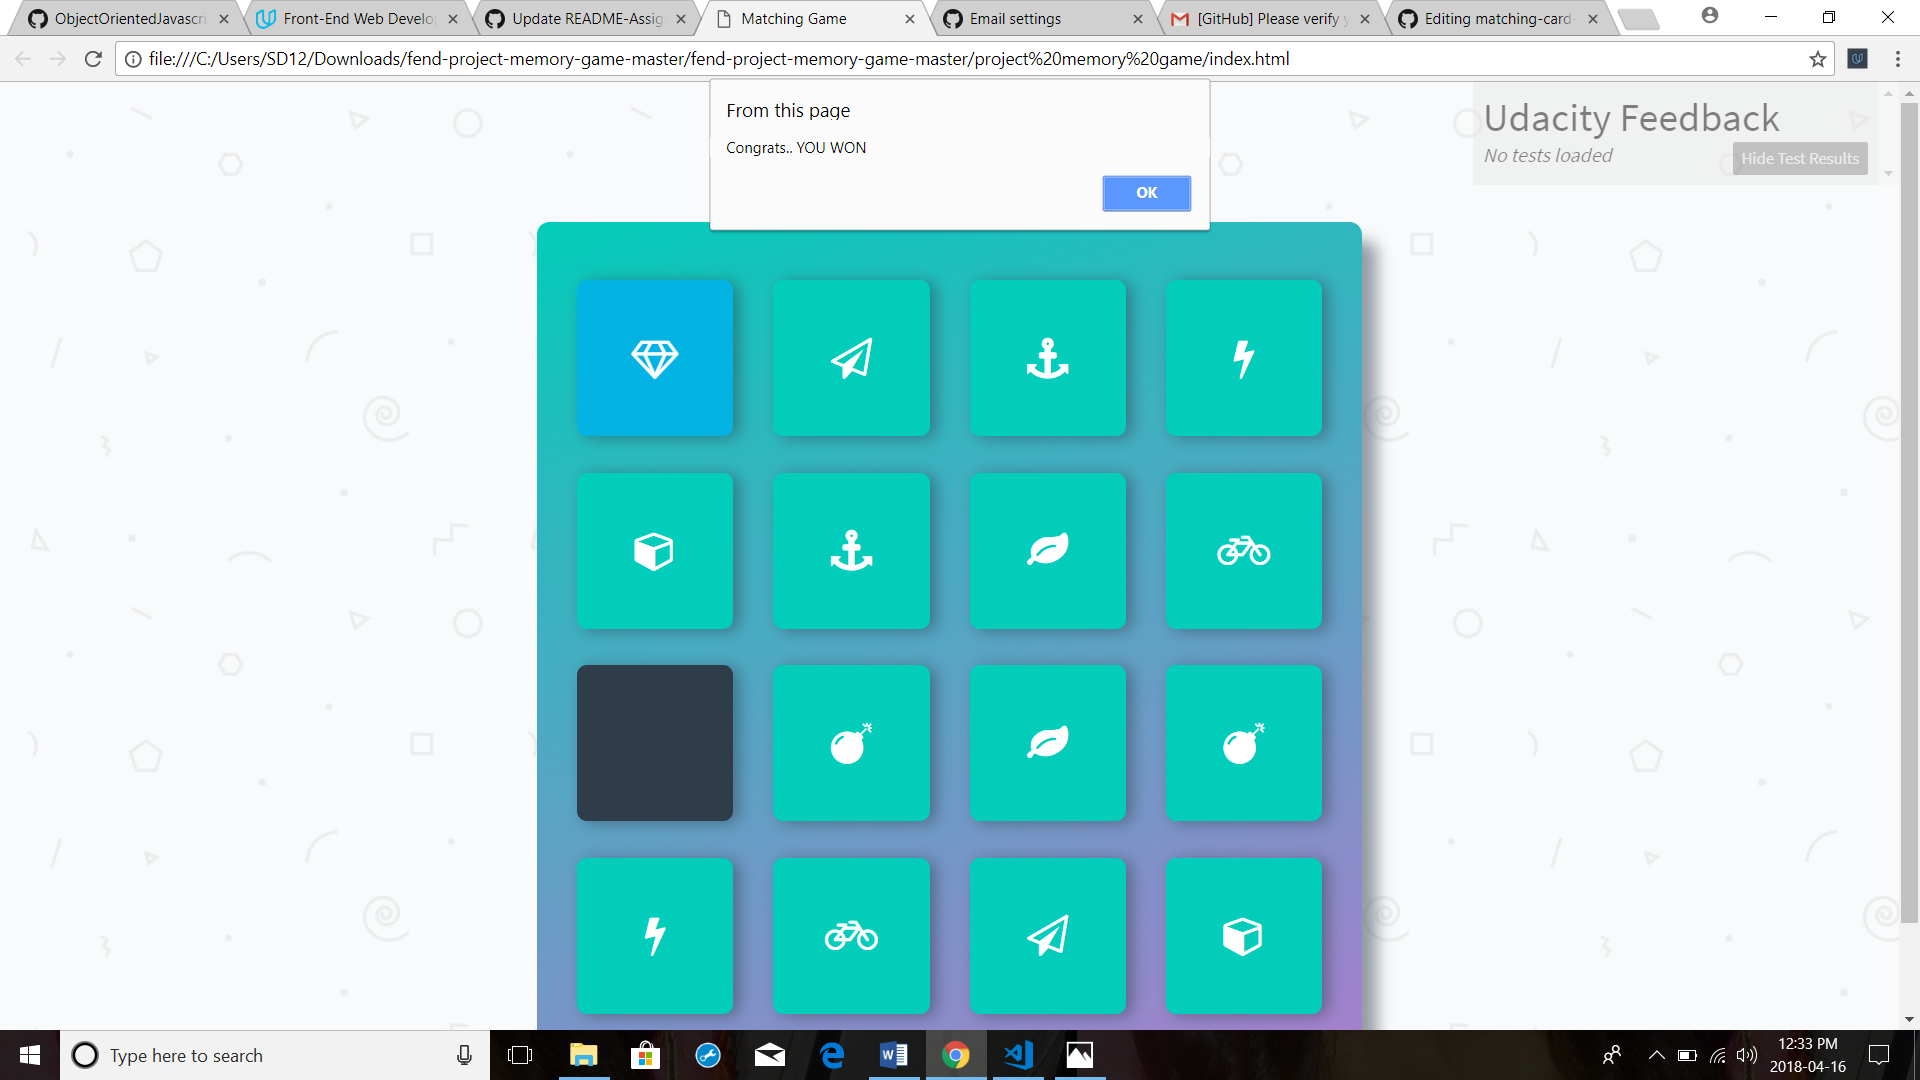 ObjectOrientedJavascri
Front-End Web Develo
Update README-Assig
Matching Game
Email settings
[GitHub] Please verify
Editing matching-card-
file:///C:/Users/SD12/Downloads/fend-project-memory-game-master/fend-project-memory-game-master/project%20memory%20game/index.html
From this page
Congrats.. YOU WON
OK
Udacity Feedback
No tests loaded
Hide Test Results
Type here to search
12:33 PM
2018-04-16